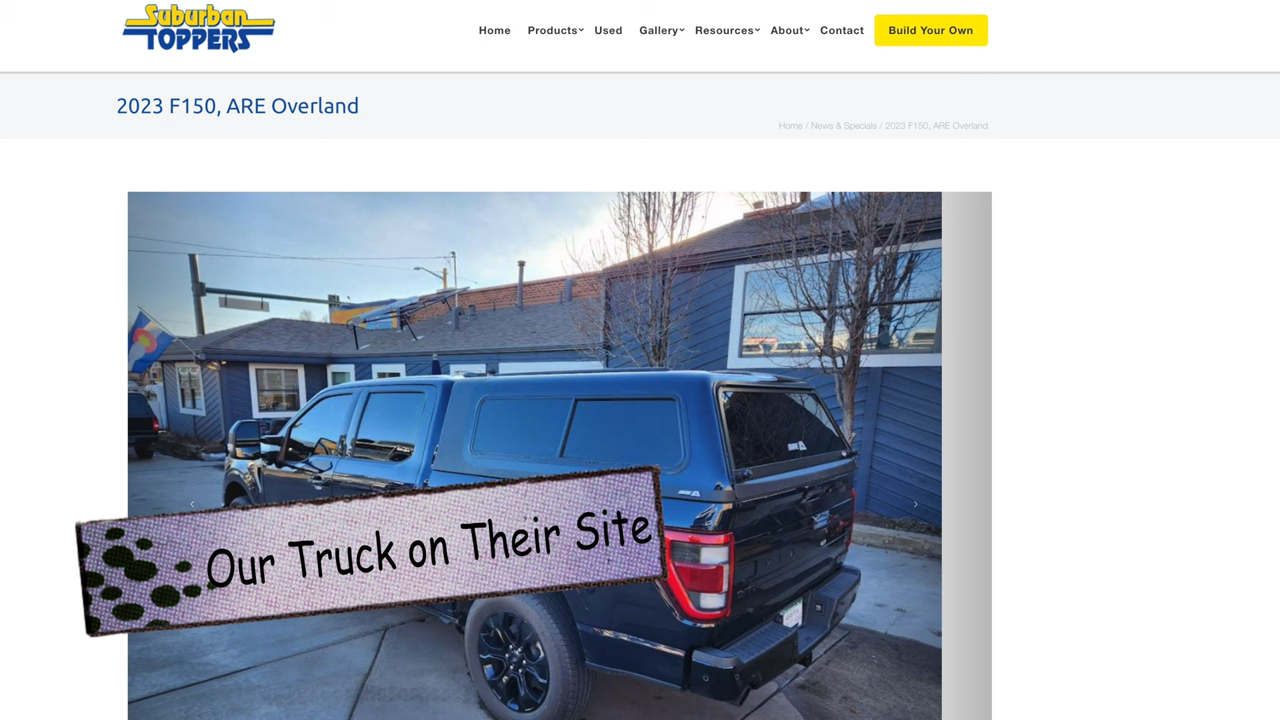 Suburban
TOPPERS
Home Products Used Gallery Resources About Contact Build Your Own
2023 F150, ARE Overland
Home / News & Specials / 2023 F150, ARE Overland
Our Truck on Their Site